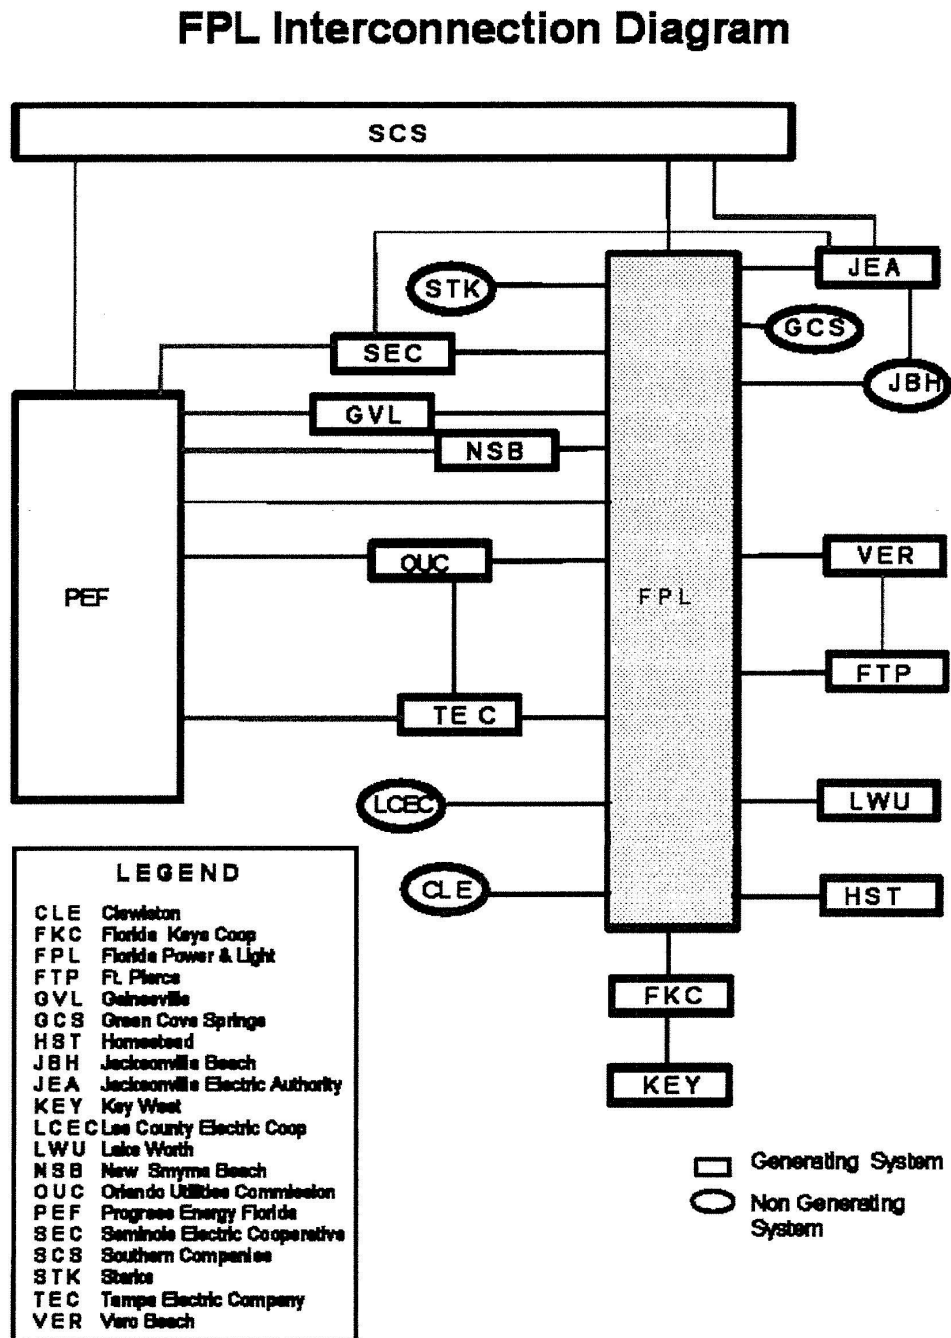 FPL Interconnection Diagram
SCS
JEA
STK
GCS
SEC
JBH
GVL
NSB
OUC
VER
PEF
FPL
FTP
TEC
LCEC
LWU
CLE
HST
FKC
KEY
LEGEND
CLE Clewiston
FKC Florida Keys Coop
FPL Florida Power & Light
FTP Ft. Pierce
GVL Gainesville
GCS Green Cove Springs
HST Homestead
JBH Jacksonville Beach
JEA Jacksonville Electric Authority
KEY Key West
LCEC Lee County Electric Coop
LWU Lake Worth
NSB New Smyrna Beach
OUC Orlando Utilities Commission
PEF Progress Energy Florida
SEC Seminole Electric Cooperative
SCS Southern Companies
STK Starke
TEC Tampa Electric Company
VER Vero Beach
Generating System
Non Generating
System